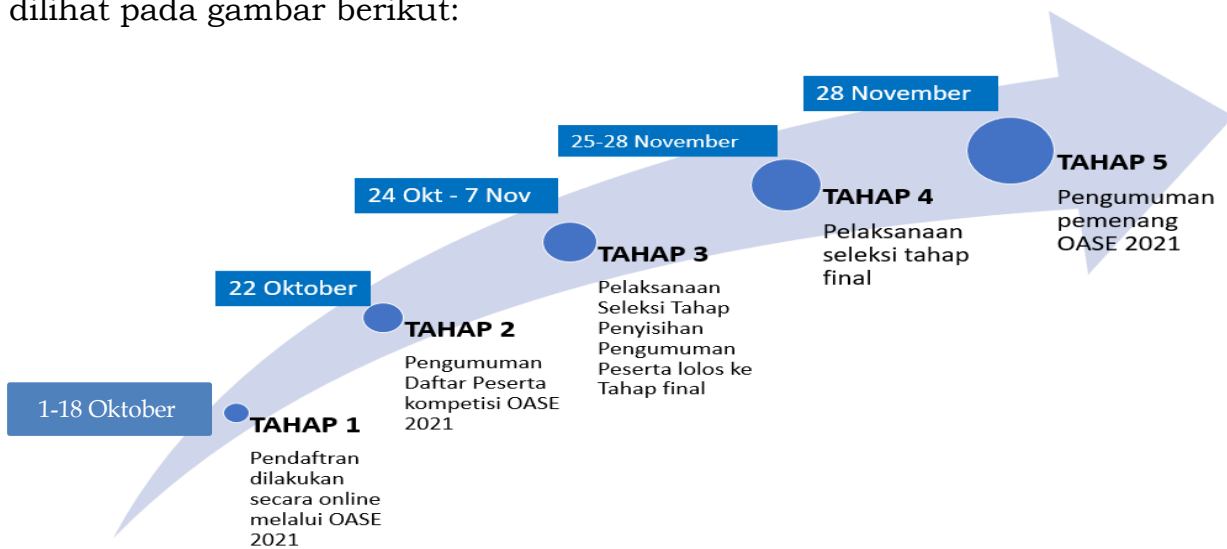 dilihat pada gambar berikut:
1-18 Oktober
TAHAP 1
Pendaftran
dilakukan
secara online
melalui OASE
2021
22 Oktober
TAHAP 2
Pengumuman
Daftar Peserta
kompetisi OASE
2021
24 Okt - 7 Nov
TAHAP 3
Pelaksanaan
Seleksi Tahap
Penyisihan
Pengumuman
Peserta lolos ke
Tahap final
25-28 November
TAHAP 4
Pelaksanaan
seleksi tahap
final
28 November
TAHAP 5
Pengumuman
pemenang
OASE 2021